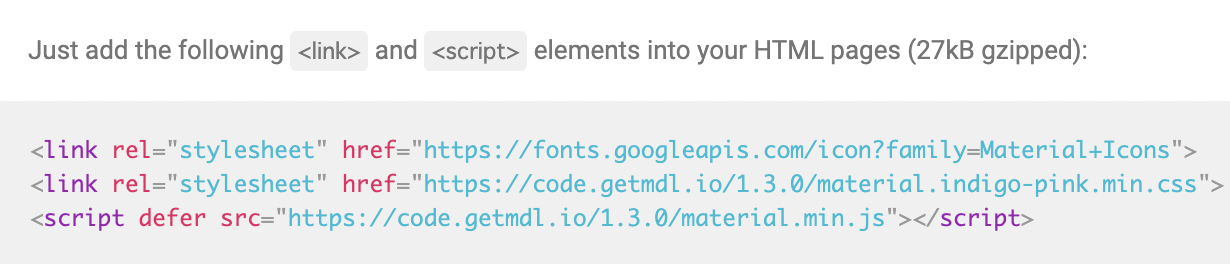 Just add the following <link> and <script> elements into your HTML pages (27kB gzipped):
<link rel="stylesheet" href="https://fonts.googleapis.com/icon?family=Material+Icons">
<link rel="stylesheet" href="https://code.getmdl.io/1.3.0/material.indigo-pink.min.css">
<script defer src="https://code.getmdl.io/1.3.0/material.min.js"></script>